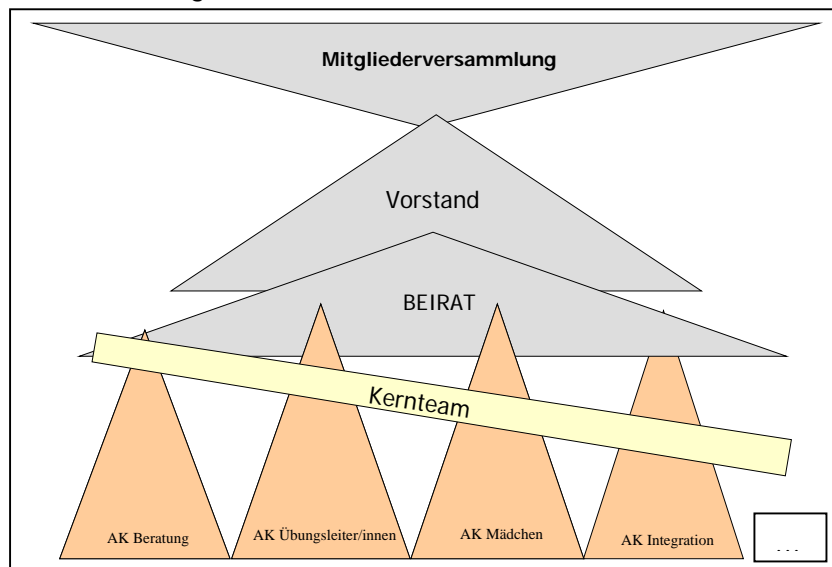 Mitgliederversammlung
Vorstand
BEIRAT
Kernteam
AK Beratung
AK Übungsleiter/innen
AK Mädchen
AK Integration
...